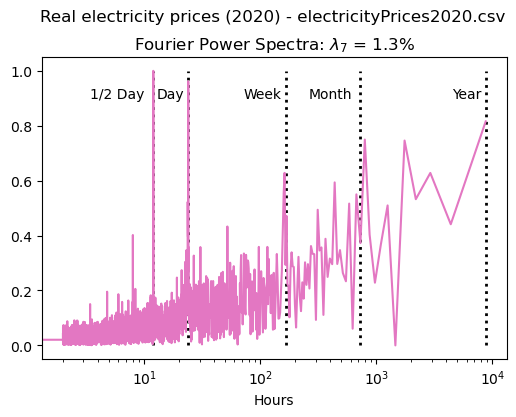 Real electricity prices (2020) - electricityPrices2020.csv
Fourier Power Spectra: λ₇ = 1.3%
1.0
1/2 Day Day Week Month Year
0.8
0.6
0.4
0.2
0.0
10¹ 10² 10³ 10⁴
Hours